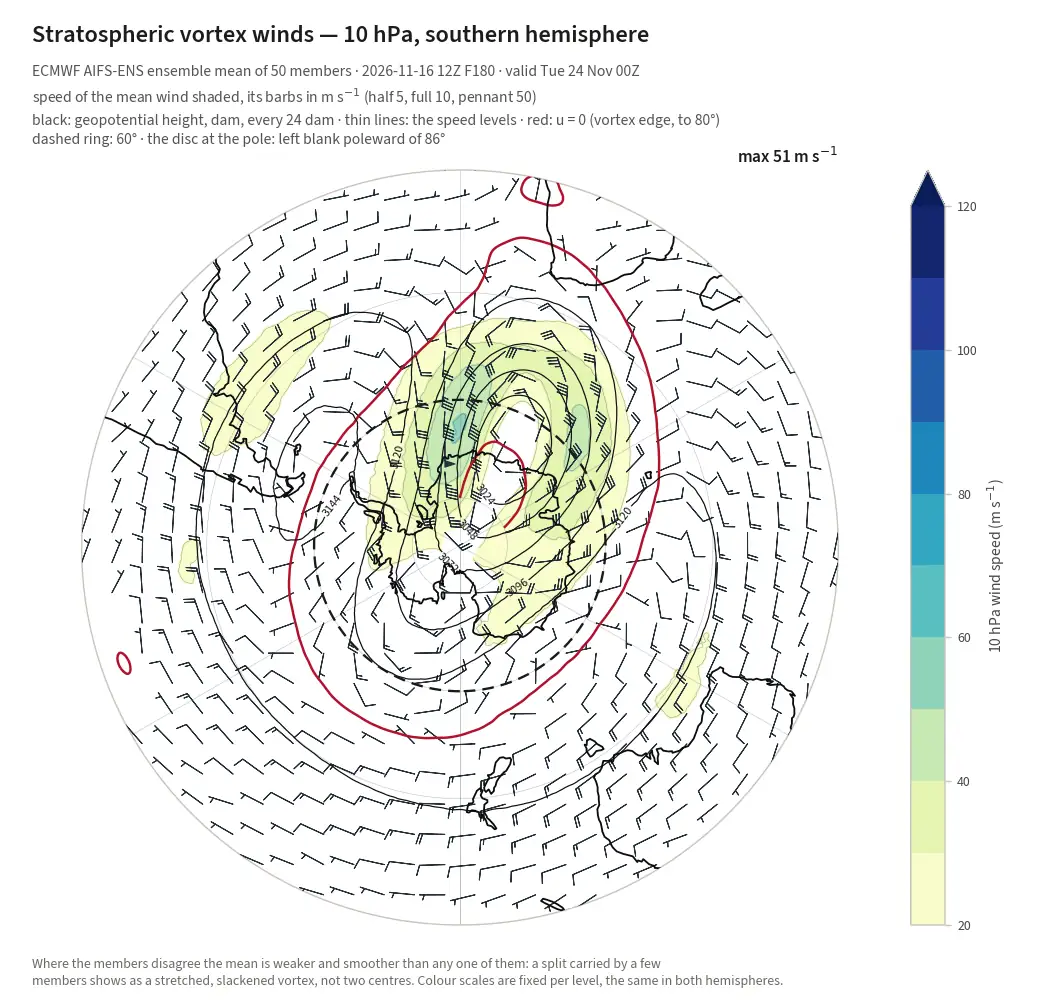 Stratospheric vortex winds — 10 hPa, southern hemisphere
ECMWF AIFS-ENS ensemble mean of 50 members · 2026-11-16 12Z F180 · valid Tue 24 Nov 00Z
speed of the mean wind shaded, its barbs in m s⁻¹ (half 5, full 10, pennant 50)
black: geopotential height, dam, every 24 dam · thin lines: the speed levels · red: u = 0 (vortex edge, to 80°)
dashed ring: 60° · the disc at the pole: left blank poleward of 86°
max 51 m s⁻¹
120
100
80
60
40
20
10 hPa wind speed (m s⁻¹)
3120
3144
3024
3048
3072
3096
3120
Where the members disagree the mean is weaker and smoother than any one of them: a split carried by a few
members shows as a stretched, slackened vortex, not two centres. Colour scales are fixed per level, the same in both hemispheres.